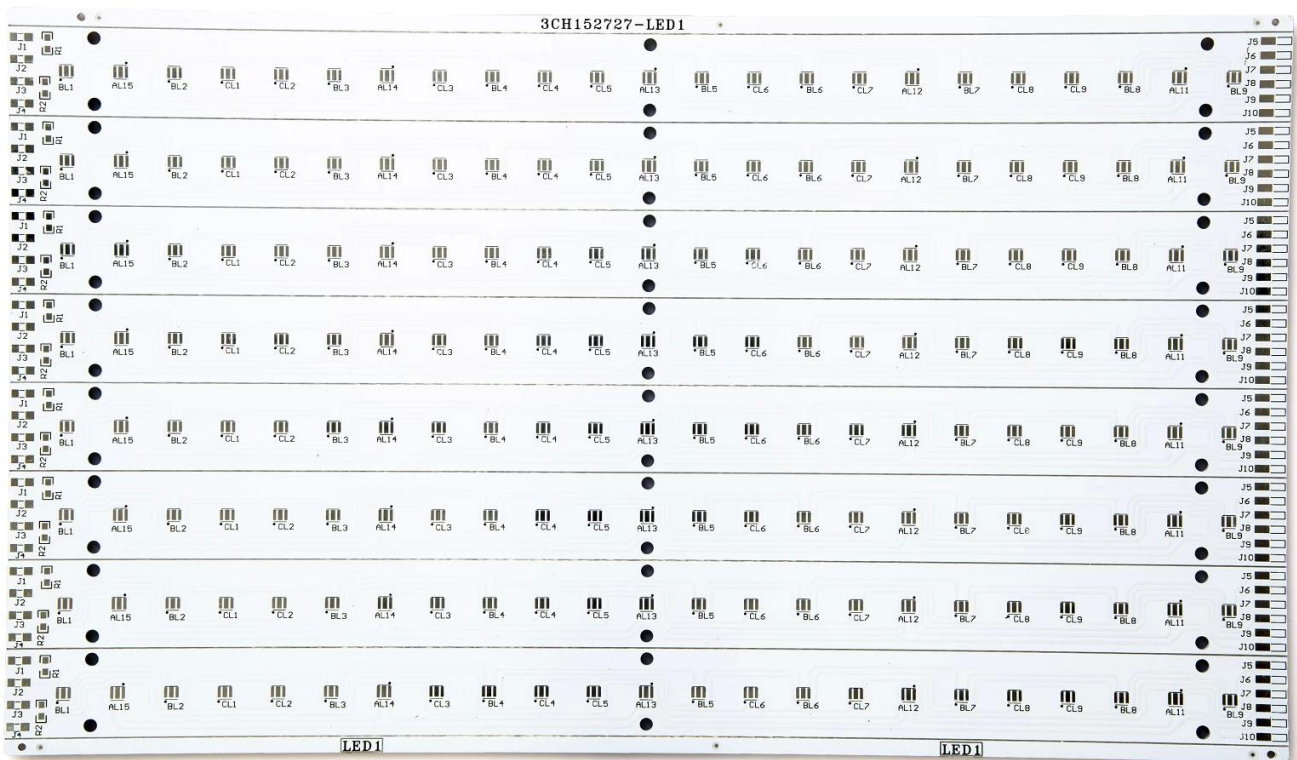 3CH152727-LED1
J1 R1 J5
J2 J6
J7
J3 BL1 AL15 BL2 CL1 CL2 BL3 AL14 CL3 BL4 CL4 CL5 AL13 BL5 CL6 BL6 CL7 AL12 BL7 CL8 CL9 BL8 AL11 BL9 J8
R2 J9
J4 J10
J1 R1 J5
J2 J6
J7
J3 BL1 AL15 BL2 CL1 CL2 BL3 AL14 CL3 BL4 CL4 CL5 AL13 BL5 CL6 BL6 CL7 AL12 BL7 CL8 CL9 BL8 AL11 BL9 J8
R2 J9
J4 J10
J1 R1 J5
J2 J6
J7
J3 BL1 AL15 BL2 CL1 CL2 BL3 AL14 CL3 BL4 CL4 CL5 AL13 BL5 CL6 BL6 CL7 AL12 BL7 CL8 CL9 BL8 AL11 BL9 J8
R2 J9
J4 J10
J1 R1 J5
J2 J6
J7
J3 BL1 AL15 BL2 CL1 CL2 BL3 AL14 CL3 BL4 CL4 CL5 AL13 BL5 CL6 BL6 CL7 AL12 BL7 CL8 CL9 BL8 AL11 BL9 J8
R2 J9
J4 J10
J1 R1 J5
J2 J6
J7
J3 BL1 AL15 BL2 CL1 CL2 BL3 AL14 CL3 BL4 CL4 CL5 AL13 BL5 CL6 BL6 CL7 AL12 BL7 CL8 CL9 BL8 AL11 BL9 J8
R2 J9
J4 J10
J1 R1 J5
J2 J6
J7
J3 BL1 AL15 BL2 CL1 CL2 BL3 AL14 CL3 BL4 CL4 CL5 AL13 BL5 CL6 BL6 CL7 AL12 BL7 CL8 CL9 BL8 AL11 BL9 J8
R2 J9
J4 J10
J1 R1 J5
J2 J6
J7
J3 BL1 AL15 BL2 CL1 CL2 BL3 AL14 CL3 BL4 CL4 CL5 AL13 BL5 CL6 BL6 CL7 AL12 BL7 CL8 CL9 BL8 AL11 BL9 J8
R2 J9
J4 J10
J1 R1 J5
J2 J6
J7
J3 BL1 AL15 BL2 CL1 CL2 BL3 AL14 CL3 BL4 CL4 CL5 AL13 BL5 CL6 BL6 CL7 AL12 BL7 CL8 CL9 BL8 AL11 BL9 J8
R2 J9
J4 J10
LED1 LED1